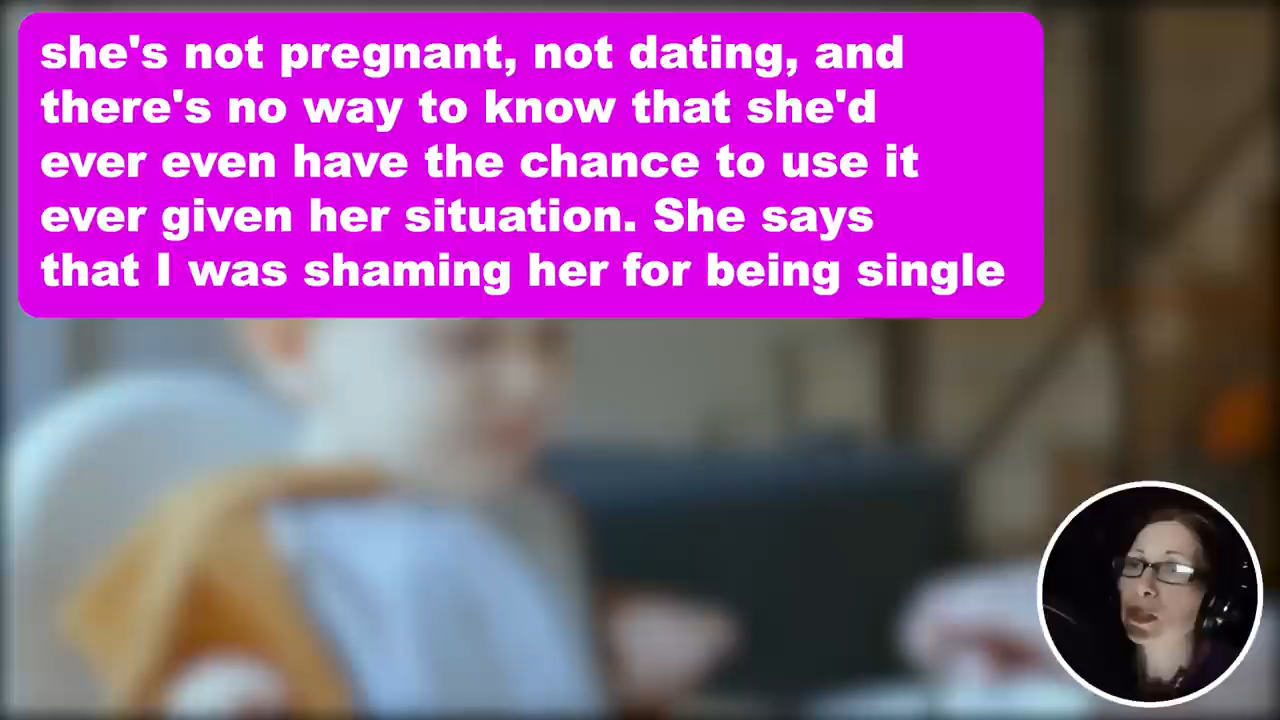 she's not pregnant, not dating, and
there's no way to know that she'd
ever even have the chance to use it
ever given her situation. She says
that I was shaming her for being single